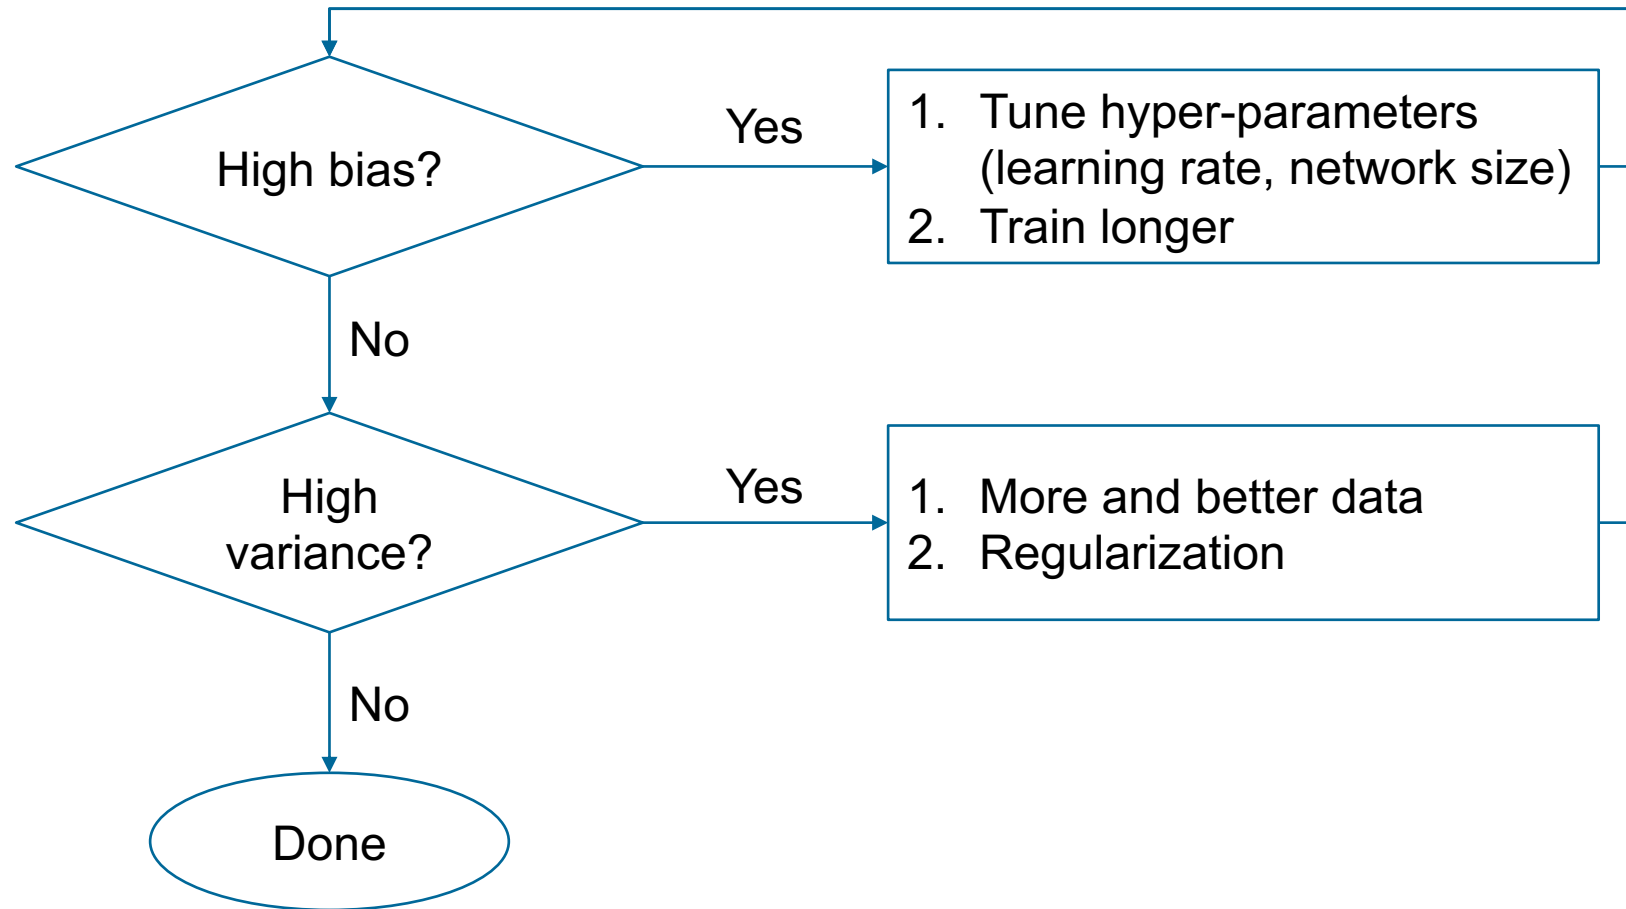 High bias?
Yes
1. Tune hyper-parameters
(learning rate, network size)
2. Train longer
No
High
variance?
Yes
1. More and better data
2. Regularization
No
Done